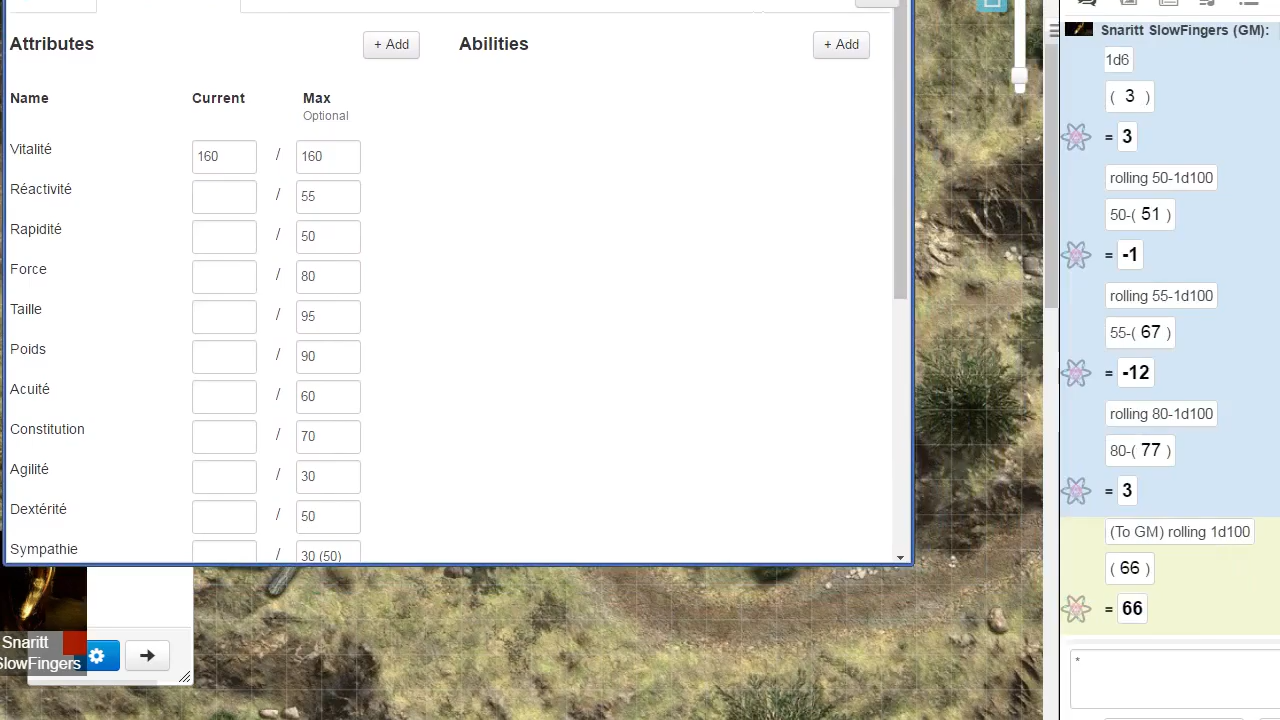 Attributes
+ Add
Abilities
+ Add
Name Current Max
Optional
Vitalité 160 / 160
Réactivité / 55
Rapidité / 50
Force / 80
Taille / 95
Poids / 90
Acuité / 60
Constitution / 70
Agilité / 30
Dextérité / 50
Sympathie / 30 (50)
Snaritt
SlowFingers
Snaritt SlowFingers (GM):
1d6
( 3 )
= 3
rolling 50-1d100
50-( 51 )
= -1
rolling 55-1d100
55-( 67 )
= -12
rolling 80-1d100
80-( 77 )
= 3
(To GM) rolling 1d100
( 66 )
= 66
*